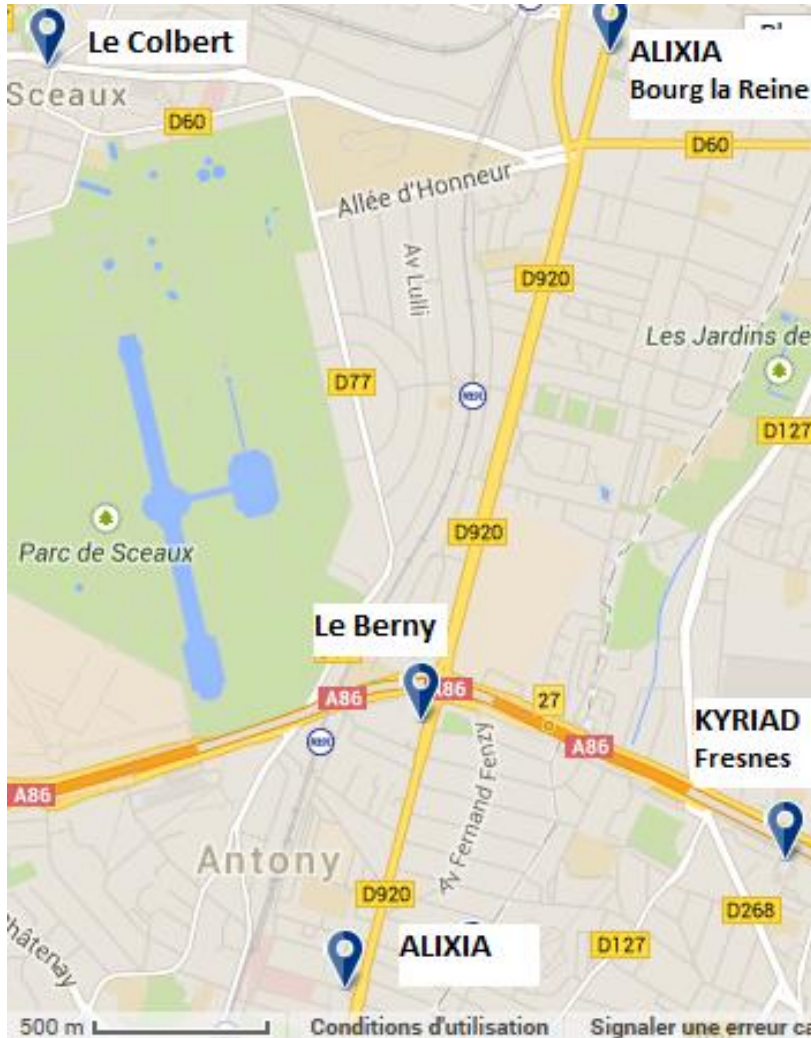 Le Colbert
ALIXIA
Bourg la Reine
Sceaux
D60
D60
Allée d'Honneur
Av Lulli
D920
Les Jardins de
D77
D127
D920
Parc de Sceaux
Le Berny
A86
A86
27
KYRIAD
Fresnes
A86
A86
Av Fernand Fenzy
Antony
D920
D268
Châtenay
ALIXIA
D127
500 m
Conditions d'utilisation
Signaler une erreur ca